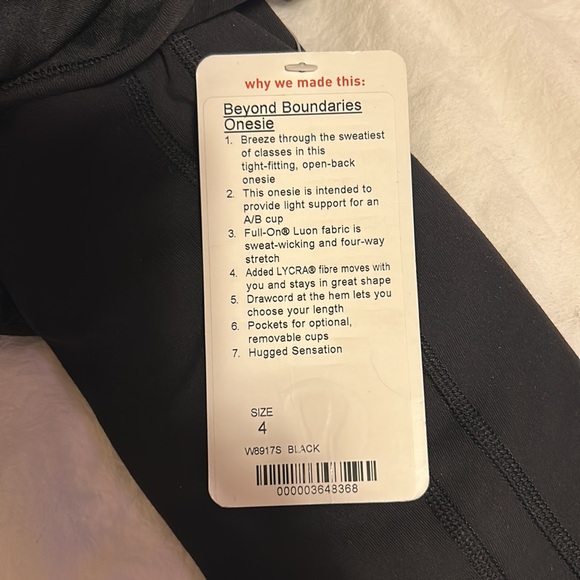 why we made this:
Beyond Boundaries
Onesie
1. Breeze through the sweatiest
of classes in this
tight-fitting, open-back
onesie
2. This onesie is intended to
provide light support for an
A/B cup
3. Full-On® Luon fabric is
sweat-wicking and four-way
stretch
4. Added LYCRA® fibre moves with
you and stays in great shape
5. Drawcord at the hem lets you
choose your length
6. Pockets for optional,
removable cups
7. Hugged Sensation
SIZE
4
W8917S BLACK
000003648368